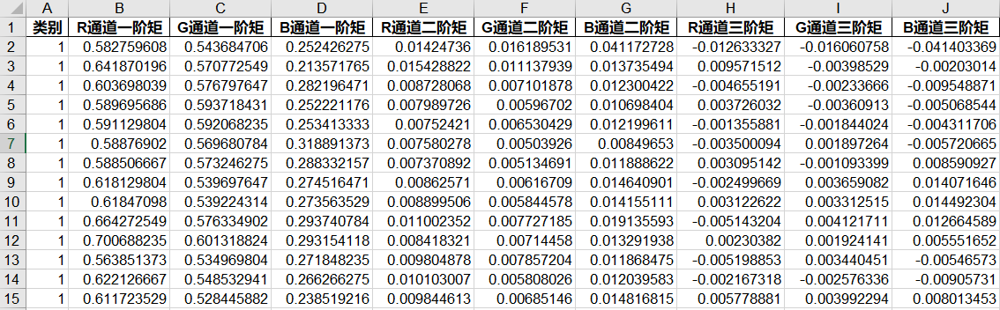 A B C D E F G H I J
1 类别 R通道一阶矩 G通道一阶矩 B通道一阶矩 R通道二阶矩 G通道二阶矩 B通道二阶矩 R通道三阶矩 G通道三阶矩 B通道三阶矩
2 1 0.582759608 0.543684706 0.252426275 0.01424736 0.016189531 0.041172728 -0.012633327 -0.016060758 -0.041403369
3 1 0.641870196 0.570772549 0.213571765 0.015428822 0.011137939 0.013735494 0.009571512 -0.00398529 -0.00203014
4 1 0.603698039 0.576797647 0.282196471 0.008728068 0.007101878 0.012300422 -0.004655191 -0.00233666 -0.009548871
5 1 0.589695686 0.593718431 0.252221176 0.007989726 0.00596702 0.010698404 0.003726032 -0.00360913 -0.005068544
6 1 0.591129804 0.592068235 0.253413333 0.00752421 0.006530429 0.012199611 -0.001355881 -0.001844024 -0.004311706
7 1 0.58876902 0.569680784 0.318891373 0.007580278 0.00503926 0.00849653 -0.003500094 0.001897264 -0.005720665
8 1 0.588506667 0.573246275 0.288332157 0.007370892 0.005134691 0.011888622 0.003095142 -0.001093399 0.008590927
9 1 0.618129804 0.539697647 0.274516471 0.00862571 0.00616709 0.014640901 -0.002499669 0.003659082 0.014071646
10 1 0.61847098 0.539224314 0.273563529 0.008899506 0.005844578 0.014155111 0.003122622 0.003312515 0.014492304
11 1 0.664272549 0.576334902 0.293740784 0.011002352 0.007727185 0.019135593 -0.005143204 0.004121711 0.012664589
12 1 0.700688235 0.601318824 0.293154118 0.008418321 0.00714458 0.013291938 0.00230382 0.001924141 0.005551652
13 1 0.563851373 0.534969804 0.271848235 0.009804878 0.007857204 0.011868475 -0.005198853 0.003440451 -0.00546573
14 1 0.622126667 0.548532941 0.266266275 0.010103007 0.005808026 0.012039583 -0.002167318 -0.002576336 -0.00905731
15 1 0.611723529 0.528445882 0.238519216 0.009844613 0.00685146 0.014816815 0.005778881 0.003992294 0.008013453